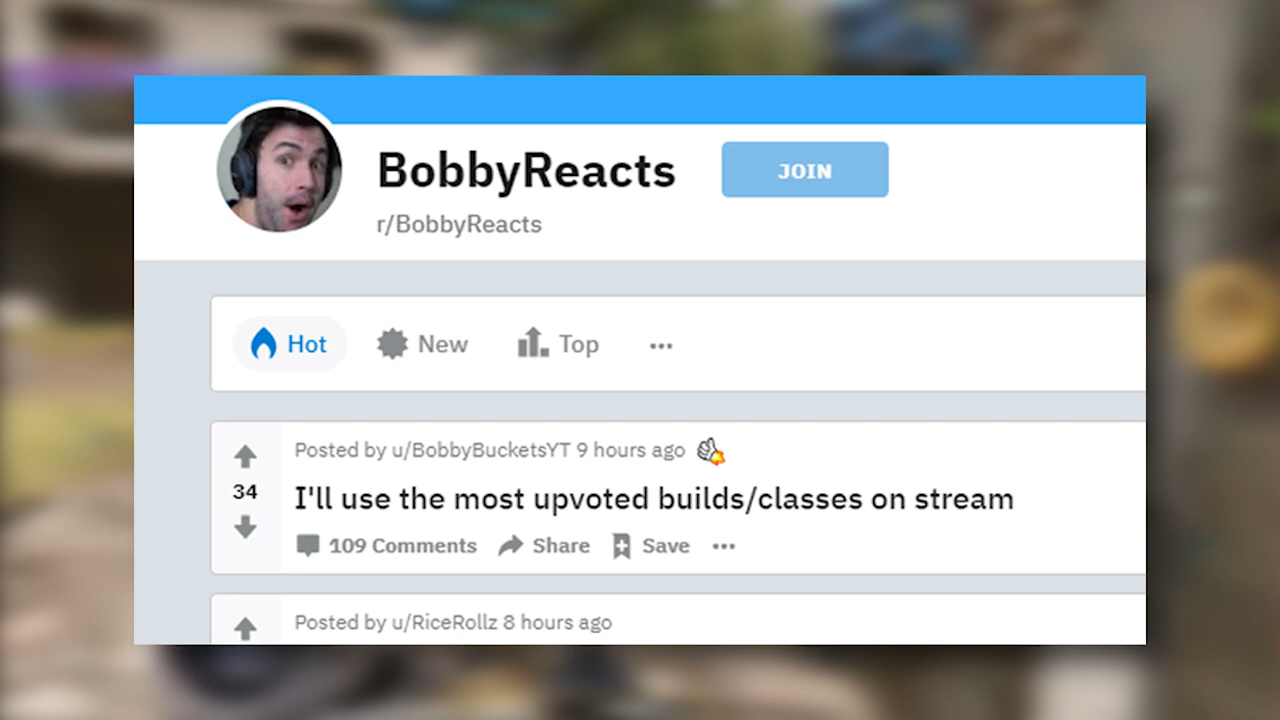 BobbyReacts
JOIN
r/BobbyReacts
Hot New Top ...
Posted by u/BobbyBucketsYT 9 hours ago
34
I'll use the most upvoted builds/classes on stream
109 Comments Share Save ...
Posted by u/RiceRollz 8 hours ago